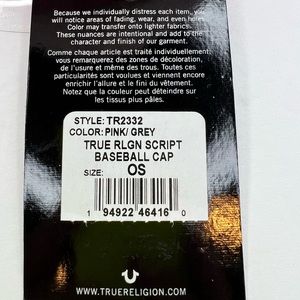 Because we individually distress each item, you
will notice areas of fading, wear, and even holes.
Color may transfer onto lighter fabrics.
These nuances are intentional and add to the
character and finish of our garment.
Comme chaque article est traité individuellement
vous remarquerez des zones de décoloration,
de l'usure et même des trous. Toutes ces
particularités sont voulues et viennent encore
enrichir l'allure et le fini du vêtement.
Notez que la couleur peut déteindre sur
les tissus plus pâles.
STYLE: TR2332
COLOR: PINK/ GREY
TRUE RLGN SCRIPT
BASEBALL CAP
SIZE: OS
1 94922 46416 0
WWW.TRUERELIGION.COM